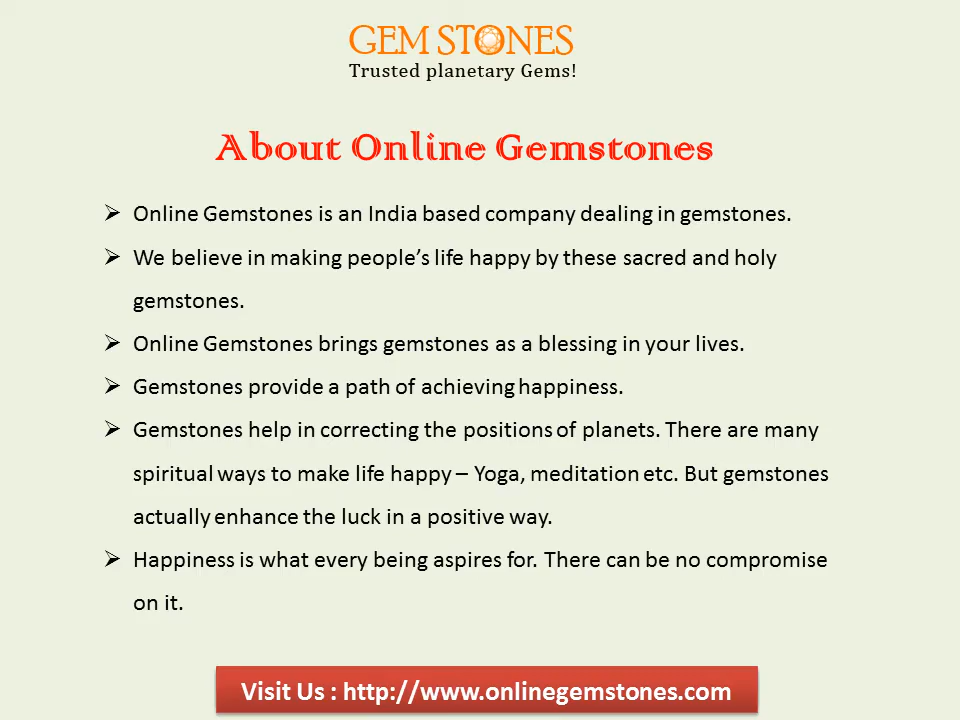 GEM STONES
Trusted planetary Gems!
About Online Gemstones
➢ Online Gemstones is an India based company dealing in gemstones.
➢ We believe in making people’s life happy by these sacred and holy
gemstones.
➢ Online Gemstones brings gemstones as a blessing in your lives.
➢ Gemstones provide a path of achieving happiness.
➢ Gemstones help in correcting the positions of planets. There are many
spiritual ways to make life happy – Yoga, meditation etc. But gemstones
actually enhance the luck in a positive way.
➢ Happiness is what every being aspires for. There can be no compromise
on it.
Visit Us : http://www.onlinegemstones.com